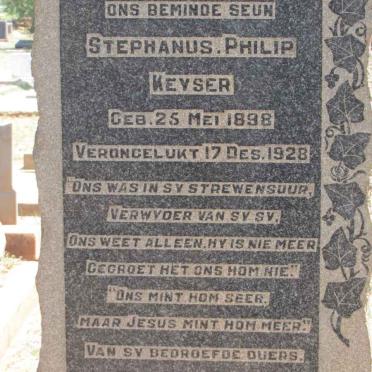 ONS BEMINDE SEUN
STEPHANUS. PHILIP
KEYSER
GEB. 25 MEI 1898
VERONGELUKT 17 DES. 1928
"ONS WAS IN SY STREWENSUUR,
VERWYDER VAN SY SY,
ONS WEET ALLEEN, HY IS NIE MEER
GEGROET HET ONS HOM NIE."
"ONS MINT HOM SEER,
MAAR JESUS MINT HOM MEER."
VAN SY BEDROEFDE OUERS.